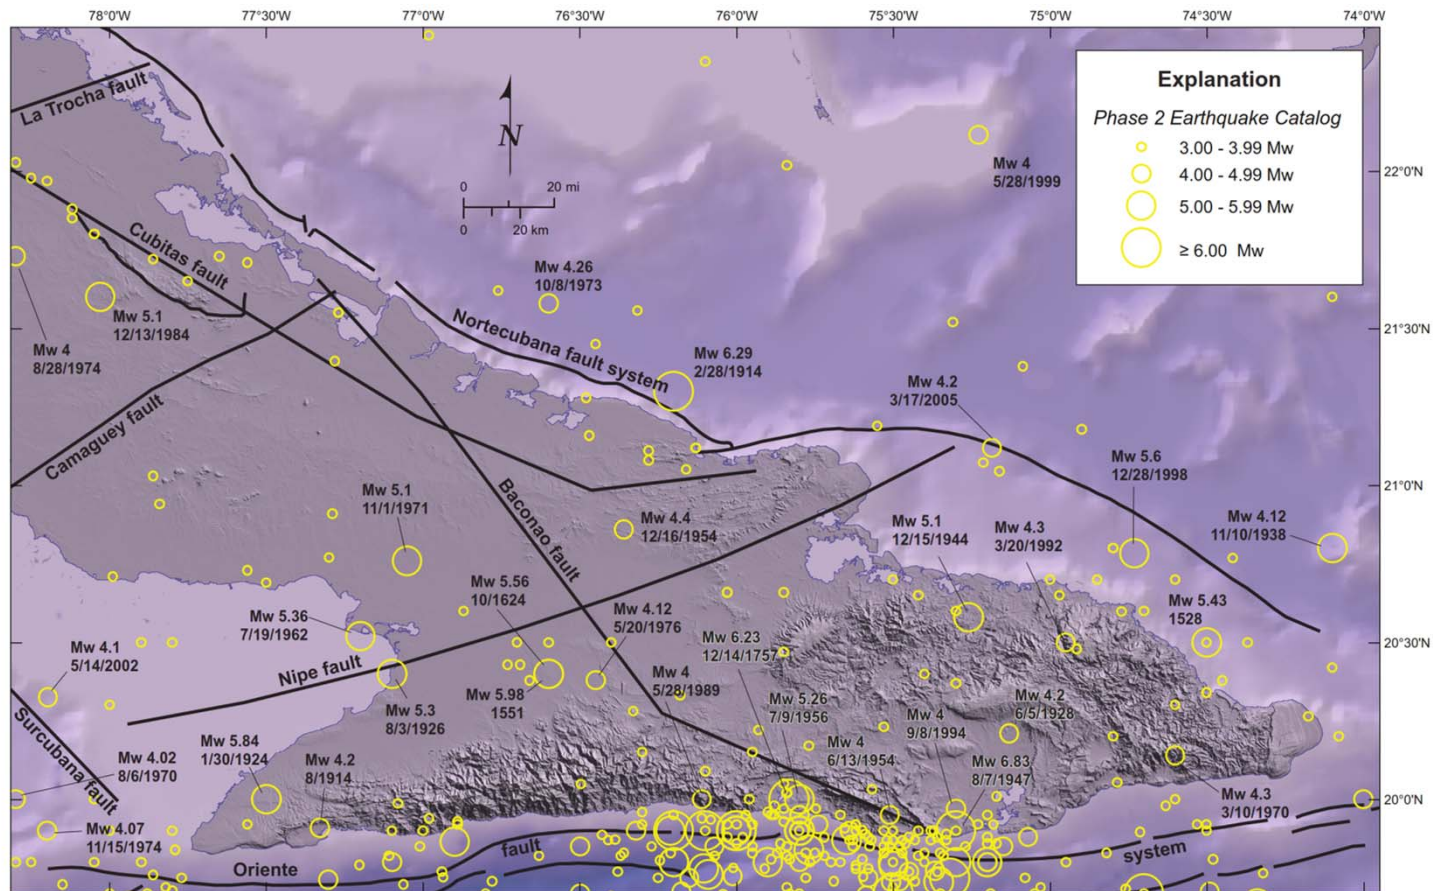 78°0'W
77°30'W
77°0'W
76°30'W
76°0'W
75°30'W
75°0'W
74°30'W
74°0'W
La Trocha fault
N
0 20 mi
0 20 km
Explanation
Phase 2 Earthquake Catalog
3.00 - 3.99 Mw
4.00 - 4.99 Mw
5.00 - 5.99 Mw
≥ 6.00 Mw
Mw 4
5/28/1999
22°0'N
Cubitas fault
Mw 4.26
10/8/1973
Mw 5.1
12/13/1984
Mw 4
8/28/1974
21°30'N
Nortecubana fault system
Mw 6.29
2/28/1914
Mw 4.2
3/17/2005
Camaguey fault
Mw 5.6
12/28/1998
21°0'N
Mw 5.1
11/1/1971
Baconao fault
Mw 4.4
12/16/1954
Mw 5.1
12/15/1944
Mw 4.3
3/20/1992
Mw 4.12
11/10/1938
Mw 5.56
10/1624
Mw 5.36
7/19/1962
Mw 4.12
5/20/1976
Mw 5.43
1528
Mw 4.1
5/14/2002
Nipe fault
Mw 6.23
12/14/1757
20°30'N
Mw 4
5/28/1989
Mw 5.98
1551
Mw 5.3
8/3/1926
Mw 5.26
7/9/1956
Mw 4
9/8/1994
Mw 4.2
6/5/1928
Surcubana fault
Mw 4.02
8/6/1970
Mw 5.84
1/30/1924
Mw 4.2
8/1914
Mw 4
6/13/1954
Mw 6.83
8/7/1947
Mw 4.3
3/10/1970
20°0'N
Mw 4.07
11/15/1974
Oriente
fault
system